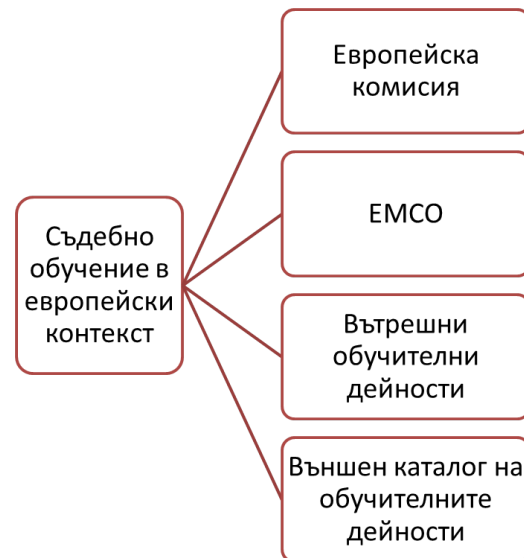 Съдебно
обучение в
европейски
контекст
Европейска
комисия
ЕМСО
Вътрешни
обучителни
дейности
Външен каталог на
обучителните
дейности